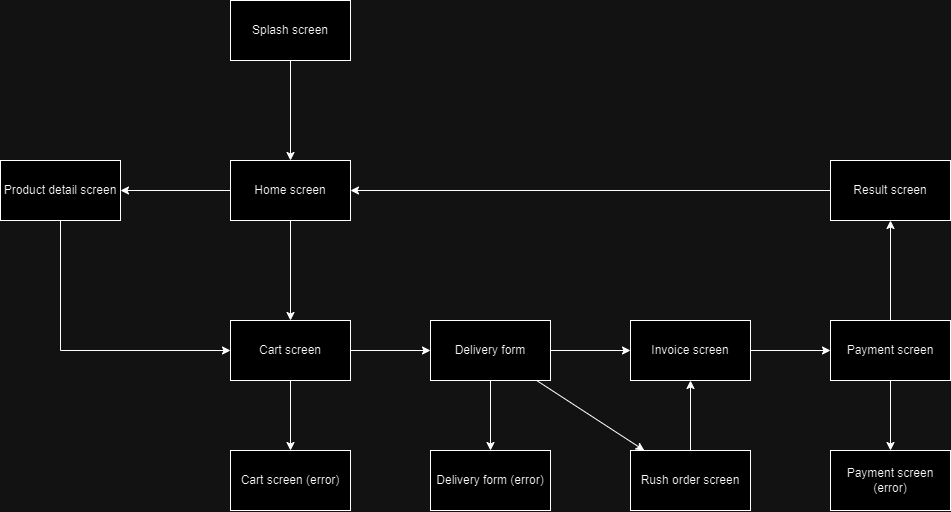 Splash screen
Product detail screen
Home screen
Result screen
Cart screen
Delivery form
Invoice screen
Payment screen
Cart screen (error)
Delivery form (error)
Rush order screen
Payment screen
(error)